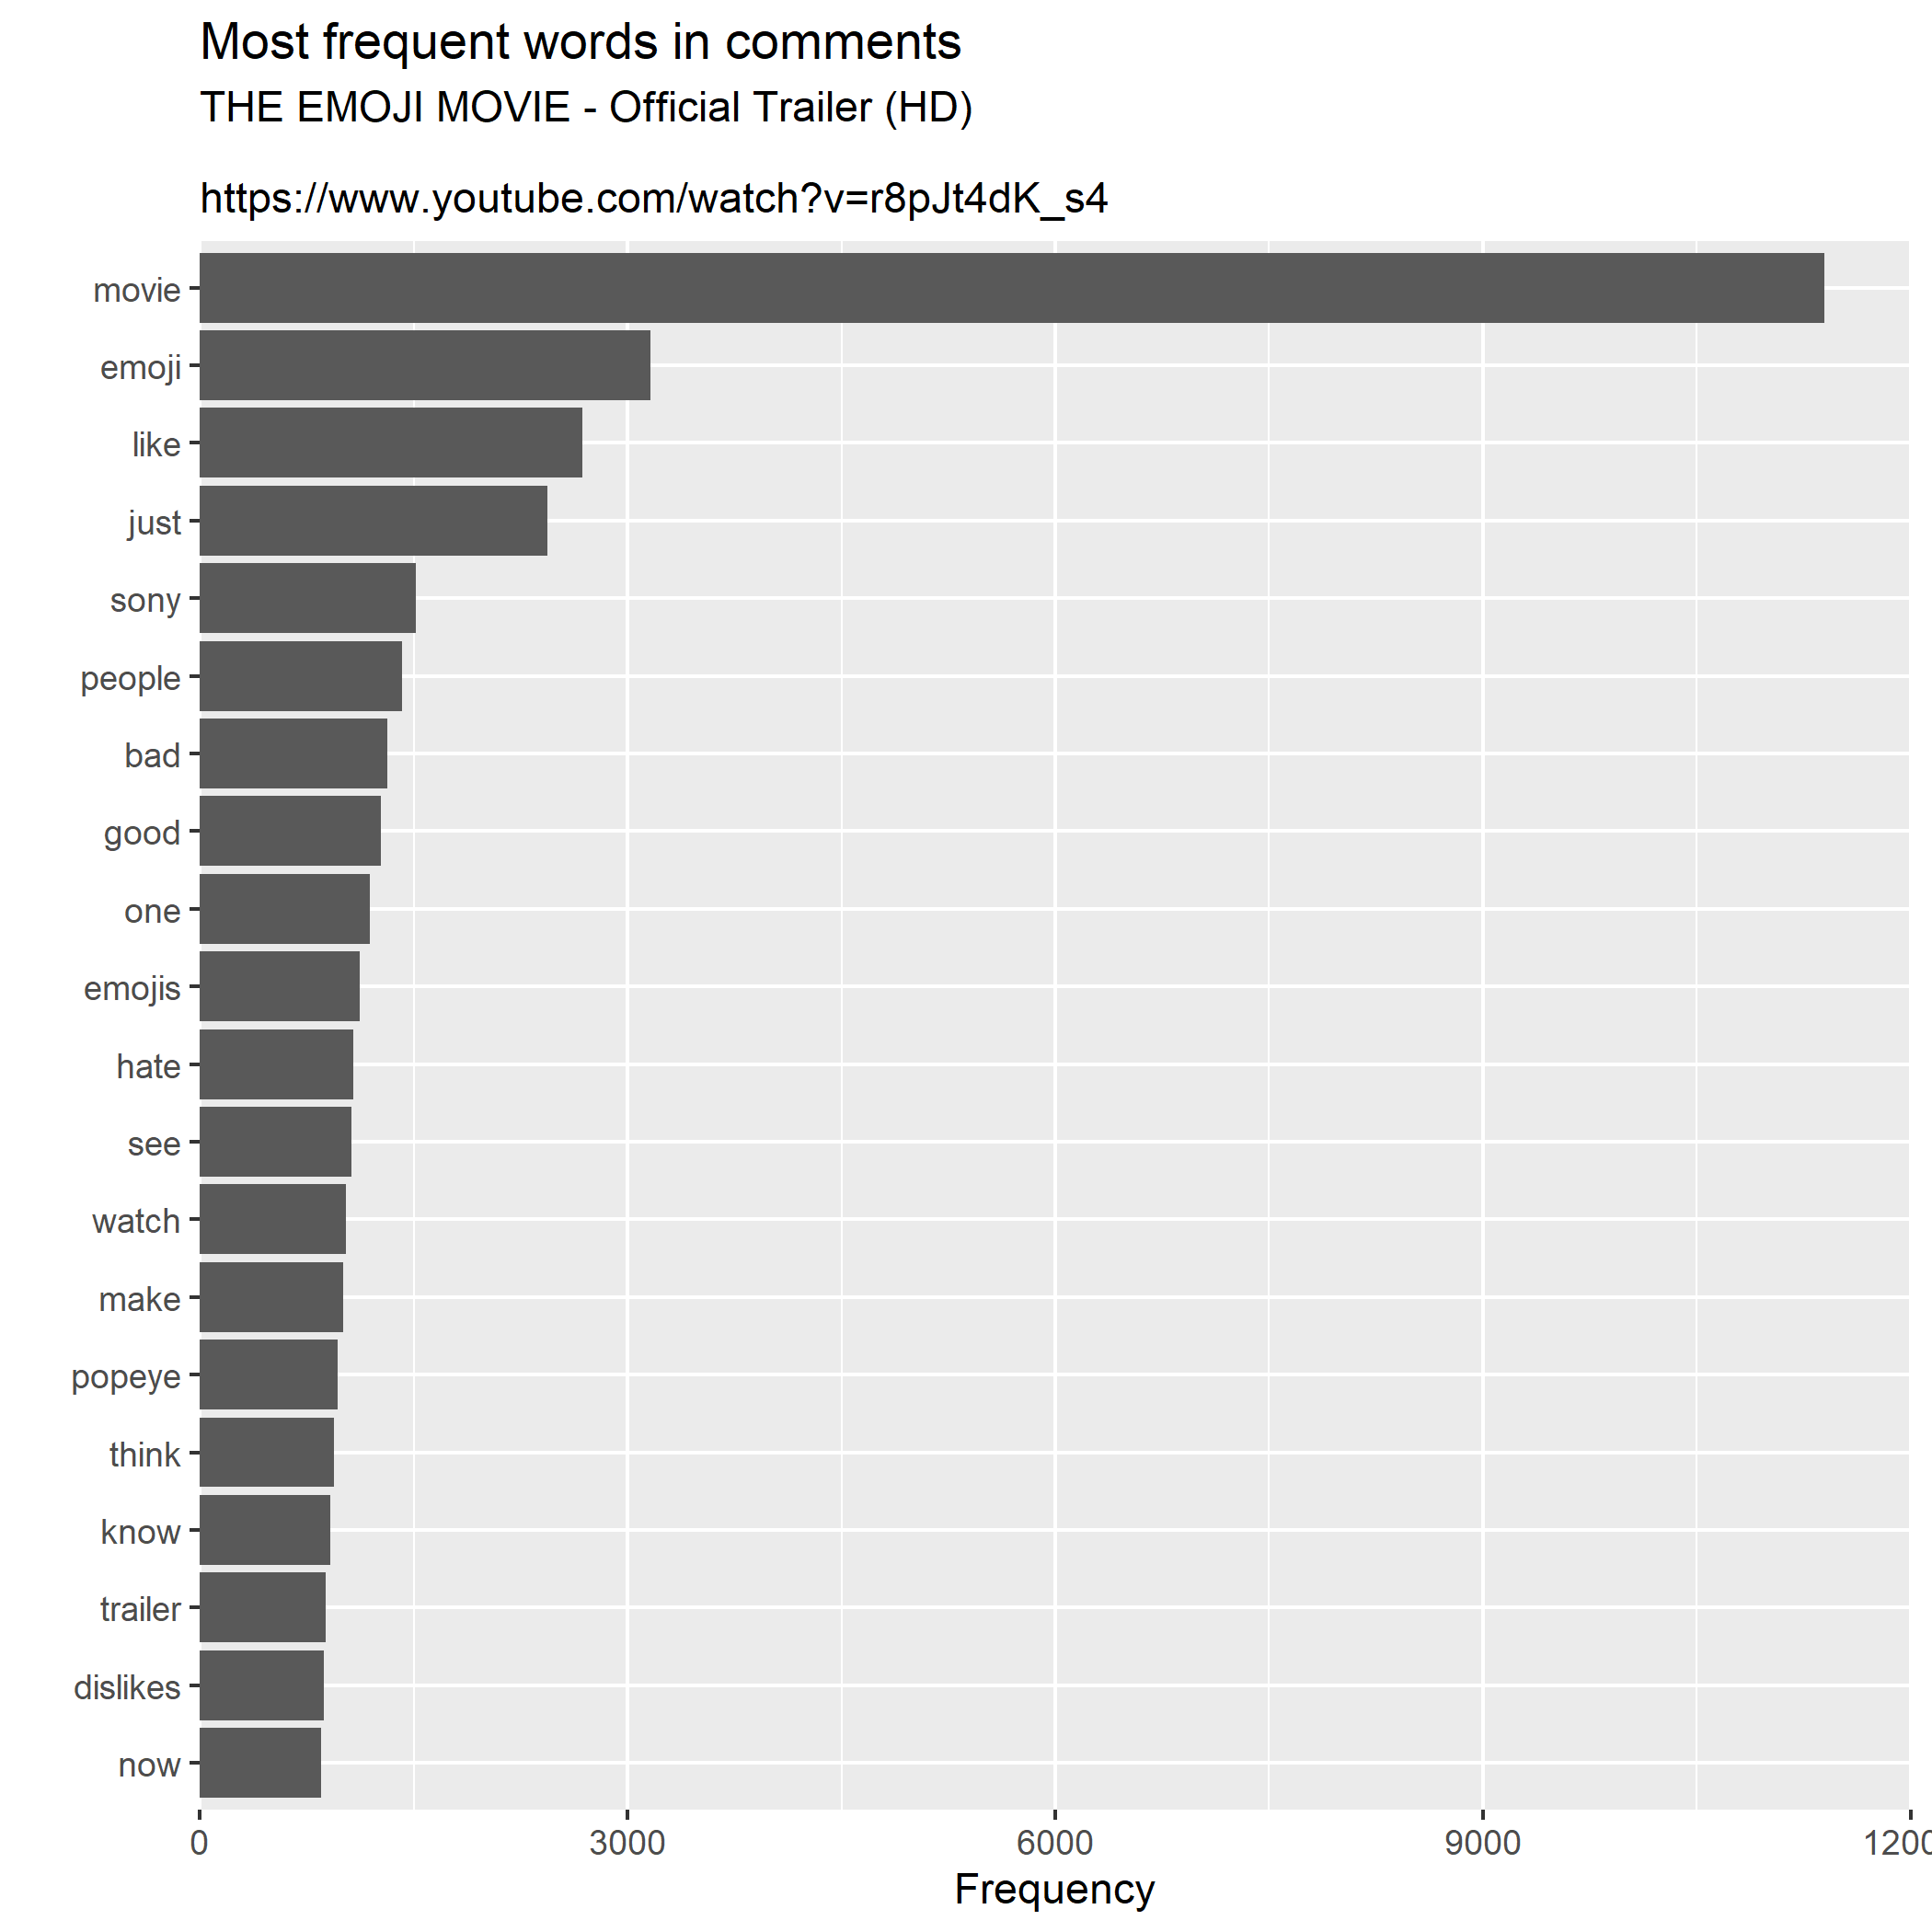 Most frequent words in comments
THE EMOJI MOVIE - Official Trailer (HD)
https://www.youtube.com/watch?v=r8pJt4dK_s4
movie
emoji
like
just
sony
people
bad
good
one
emojis
hate
see
watch
make
popeye
think
know
trailer
dislikes
now
0 3000 6000 9000 1200
Frequency